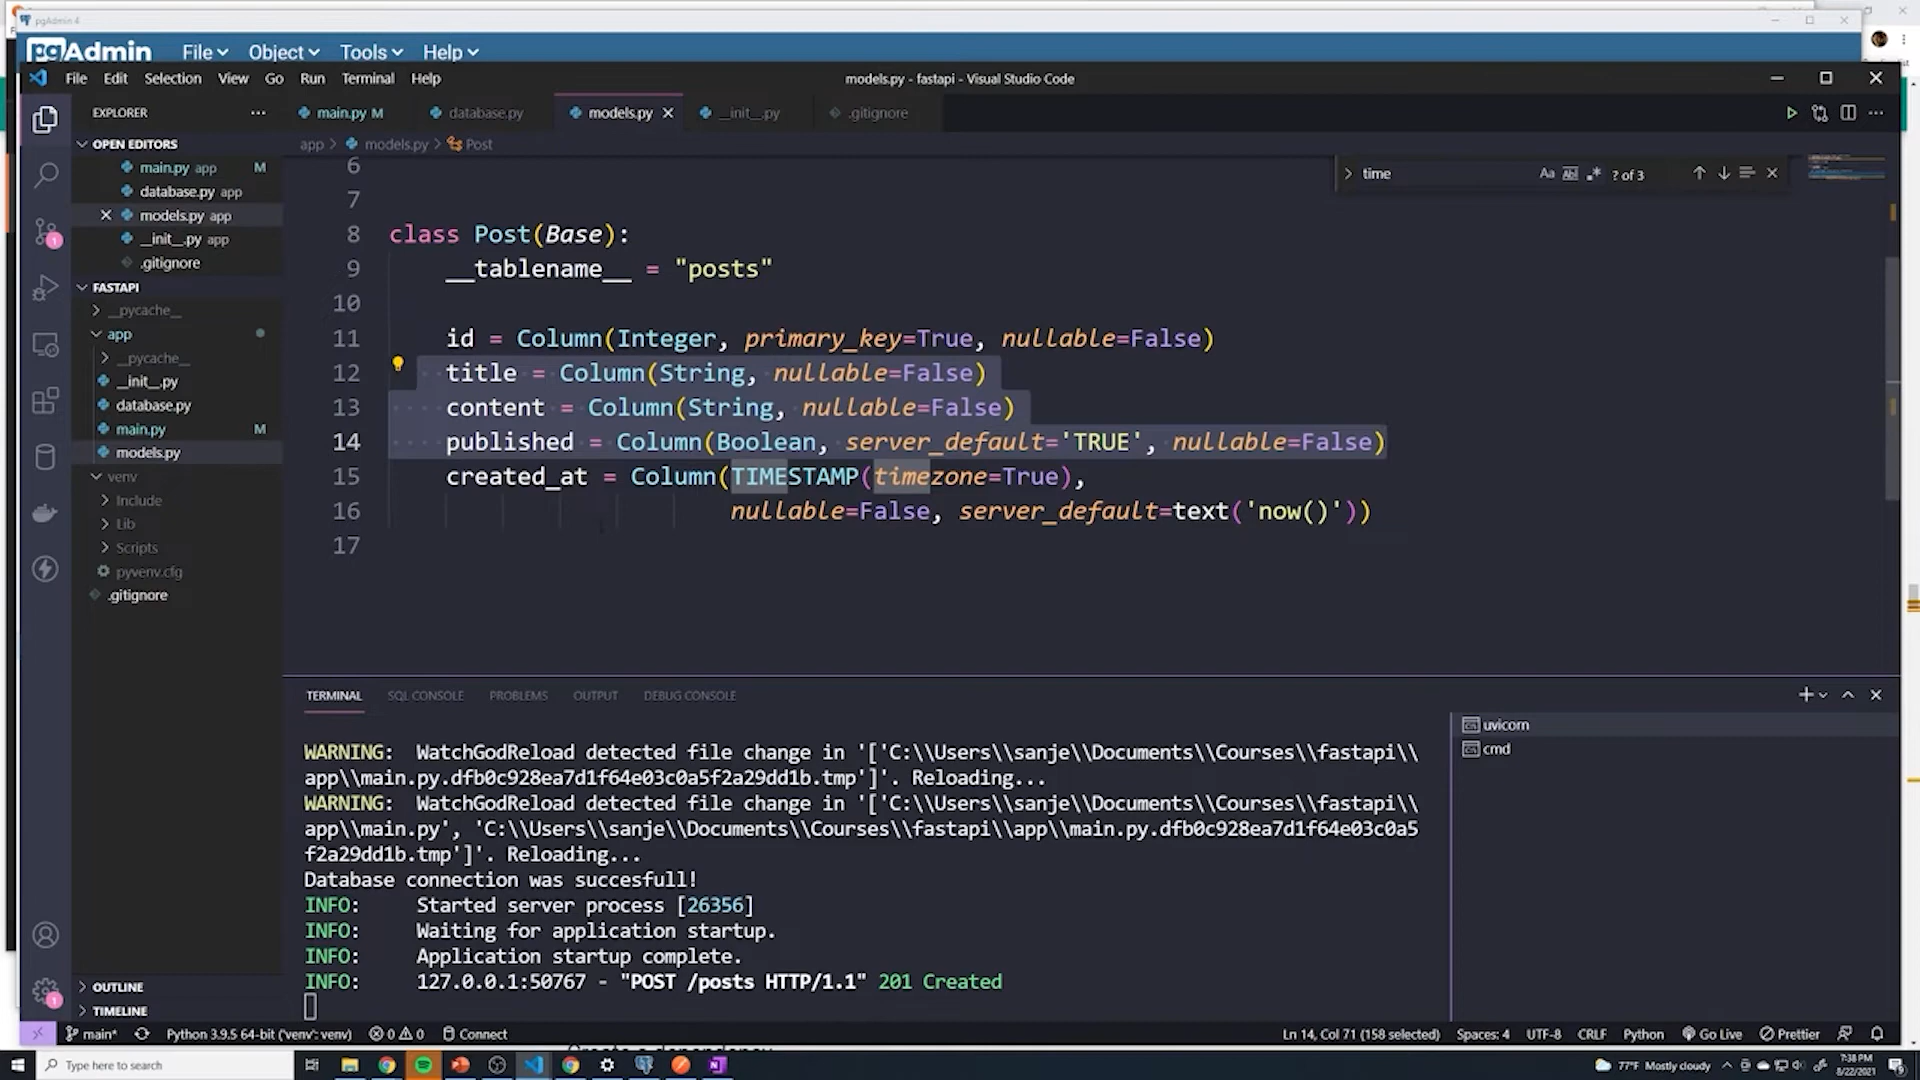 pgAdmin 4
pgAdmin File Object Tools Help
File Edit Selection View Go Run Terminal Help
models.py - fastapi - Visual Studio Code
EXPLORER
main.py M database.py models.py __init__.py .gitignore
OPEN EDITORS
app > models.py > Post
main.py app M
database.py app
models.py app
__init__.py app
.gitignore
FASTAPI
__pycache__
app
__pycache__
__init__.py
database.py
main.py M
models.py
venv
Include
Lib
Scripts
pyvenv.cfg
.gitignore
OUTLINE
TIMELINE
time Aa Ab ? of 3
6
7
8 class Post(Base):
9 __tablename__ = "posts"
10
11 id = Column(Integer, primary_key=True, nullable=False)
12 title = Column(String, nullable=False)
13 content = Column(String, nullable=False)
14 published = Column(Boolean, server_default='TRUE', nullable=False)
15 created_at = Column(TIMESTAMP(timezone=True),
16 nullable=False, server_default=text('now()'))
17
TERMINAL SQL CONSOLE PROBLEMS OUTPUT DEBUG CONSOLE
WARNING: WatchGodReload detected file change in '['C:\\Users\\sanje\\Documents\\Courses\\fastapi\\
app\\main.py.dfb0c928ea7d1f64e03c0a5f2a29dd1b.tmp']'. Reloading...
WARNING: WatchGodReload detected file change in '['C:\\Users\\sanje\\Documents\\Courses\\fastapi\\
app\\main.py', 'C:\\Users\\sanje\\Documents\\Courses\\fastapi\\app\\main.py.dfb0c928ea7d1f64e03c0a5
f2a29dd1b.tmp']'. Reloading...
Database connection was succesfull!
INFO: Started server process [26356]
INFO: Waiting for application startup.
INFO: Application startup complete.
INFO: 127.0.0.1:50767 - "POST /posts HTTP/1.1" 201 Created
uvicorn
cmd
main* Python 3.9.5 64-bit ('venv': venv) 0 0 Connect
Ln 14, Col 71 (158 selected) Spaces: 4 UTF-8 CRLF Python Go Live Prettier
Type here to search
77°F Mostly cloudy
7:38 PM
8/22/2021